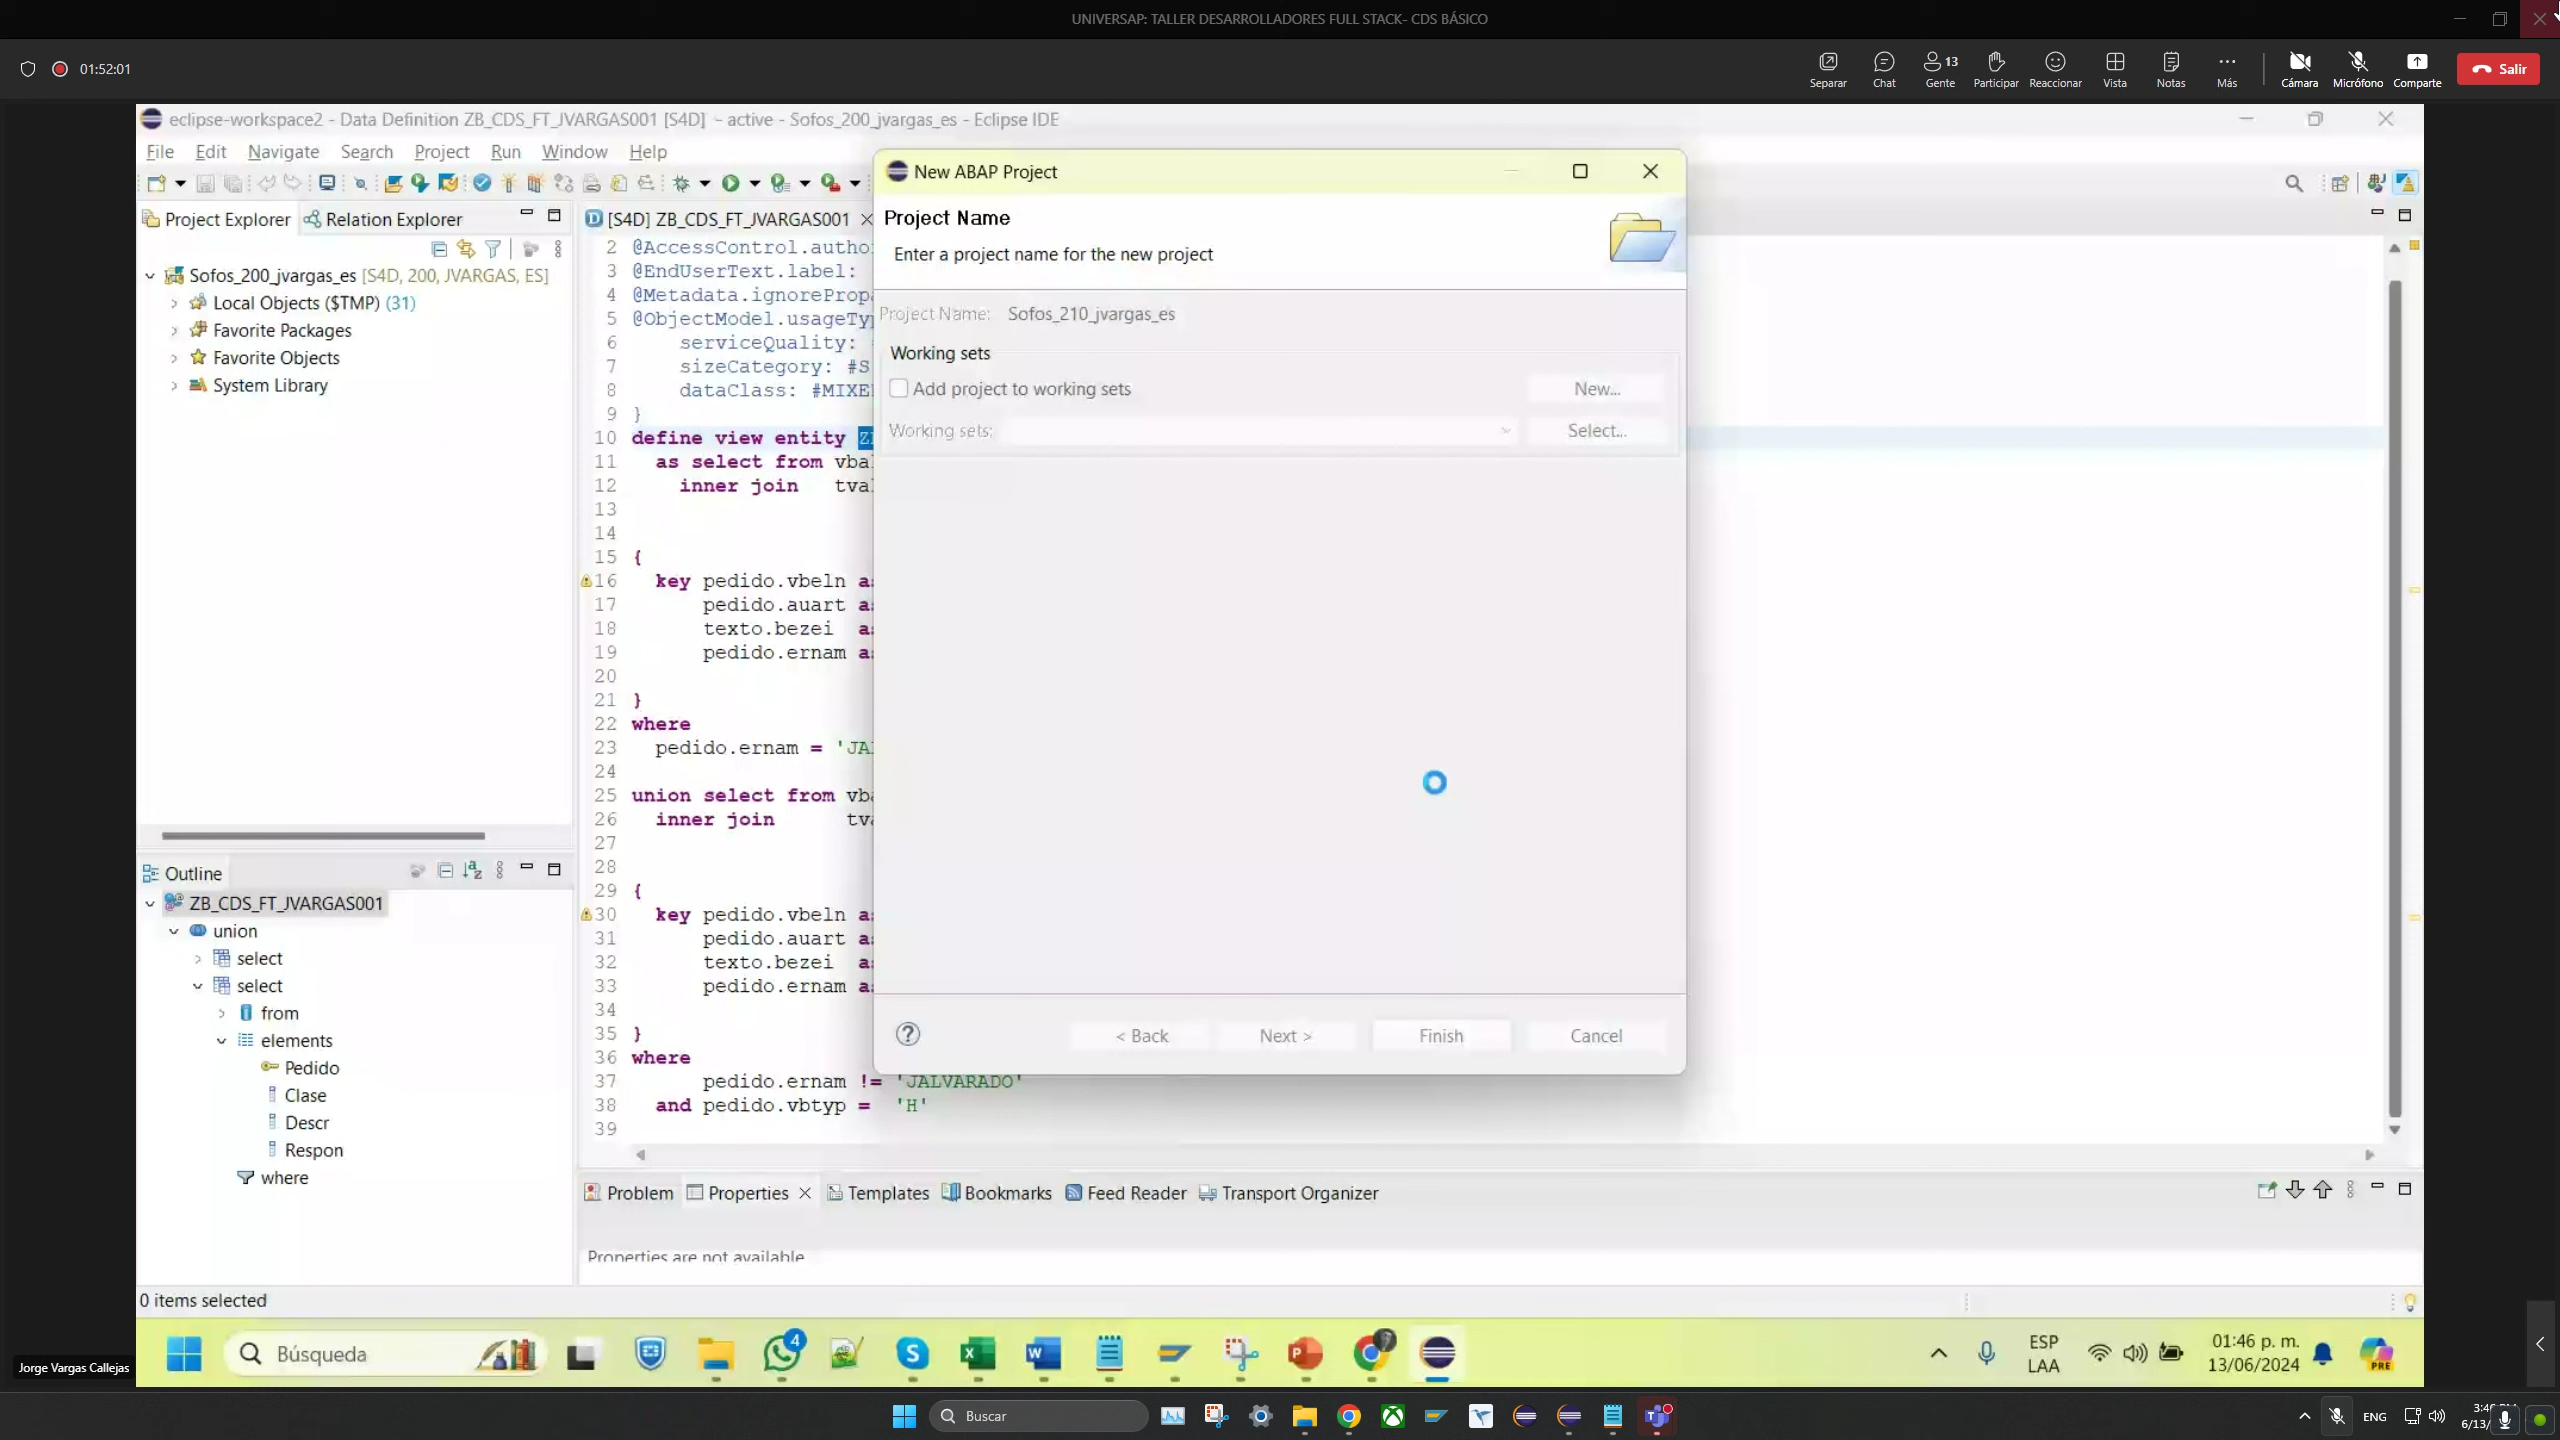 UNIVERSAP: TALLER DESARROLLADORES FULL STACK- CDS BÁSICO
01:52:01
Separar
Chat
13
Gente
Participar
Reaccionar
Vista
Notas
Más
Cámara
Micrófono
Comparte
Salir
eclipse-workspace2 - Data Definition ZB_CDS_FT_JVARGAS001 [S4D] - active - Sofos_200_jvargas_es - Eclipse IDE
File Edit Navigate Search Project Run Window Help
Project Explorer
Relation Explorer
Sofos_200_jvargas_es [S4D, 200, JVARGAS, ES]
Local Objects ($TMP) (31)
Favorite Packages
Favorite Objects
System Library
[S4D] ZB_CDS_FT_JVARGAS001
2 @AccessControl.autho
3 @EndUserText.label:
4 @Metadata.ignorePropa
5 @ObjectModel.usageTy
6 serviceQuality:
7 sizeCategory: #S
8 dataClass: #MIXE
9 }
10 define view entity Z
11 as select from vba
12 inner join tva
13
14
15 {
16 key pedido.vbeln a
17 pedido.auart a
18 texto.bezei a
19 pedido.ernam a
20
21 }
22 where
23 pedido.ernam = 'JA
24
25 union select from vba
26 inner join tva
27
28
29 {
30 key pedido.vbeln a
31 pedido.auart a
32 texto.bezei a
33 pedido.ernam a
34
35 }
36 where
37 pedido.ernam != 'JALVARADO'
38 and pedido.vbtyp = 'H'
39
New ABAP Project
Project Name
Enter a project name for the new project
Project Name: Sofos_210_jvargas_es
Working sets
Add project to working sets
New...
Working sets:
Select...
< Back
Next >
Finish
Cancel
Outline
ZB_CDS_FT_JVARGAS001
union
select
select
from
elements
Pedido
Clase
Descr
Respon
where
Problem
Properties
Templates
Bookmarks
Feed Reader
Transport Organizer
Properties are not available
0 items selected
Jorge Vargas Callejas
Búsqueda
4
ESP
LAA
01:46 p. m.
13/06/2024
PRE
Buscar
ENG
6/13/